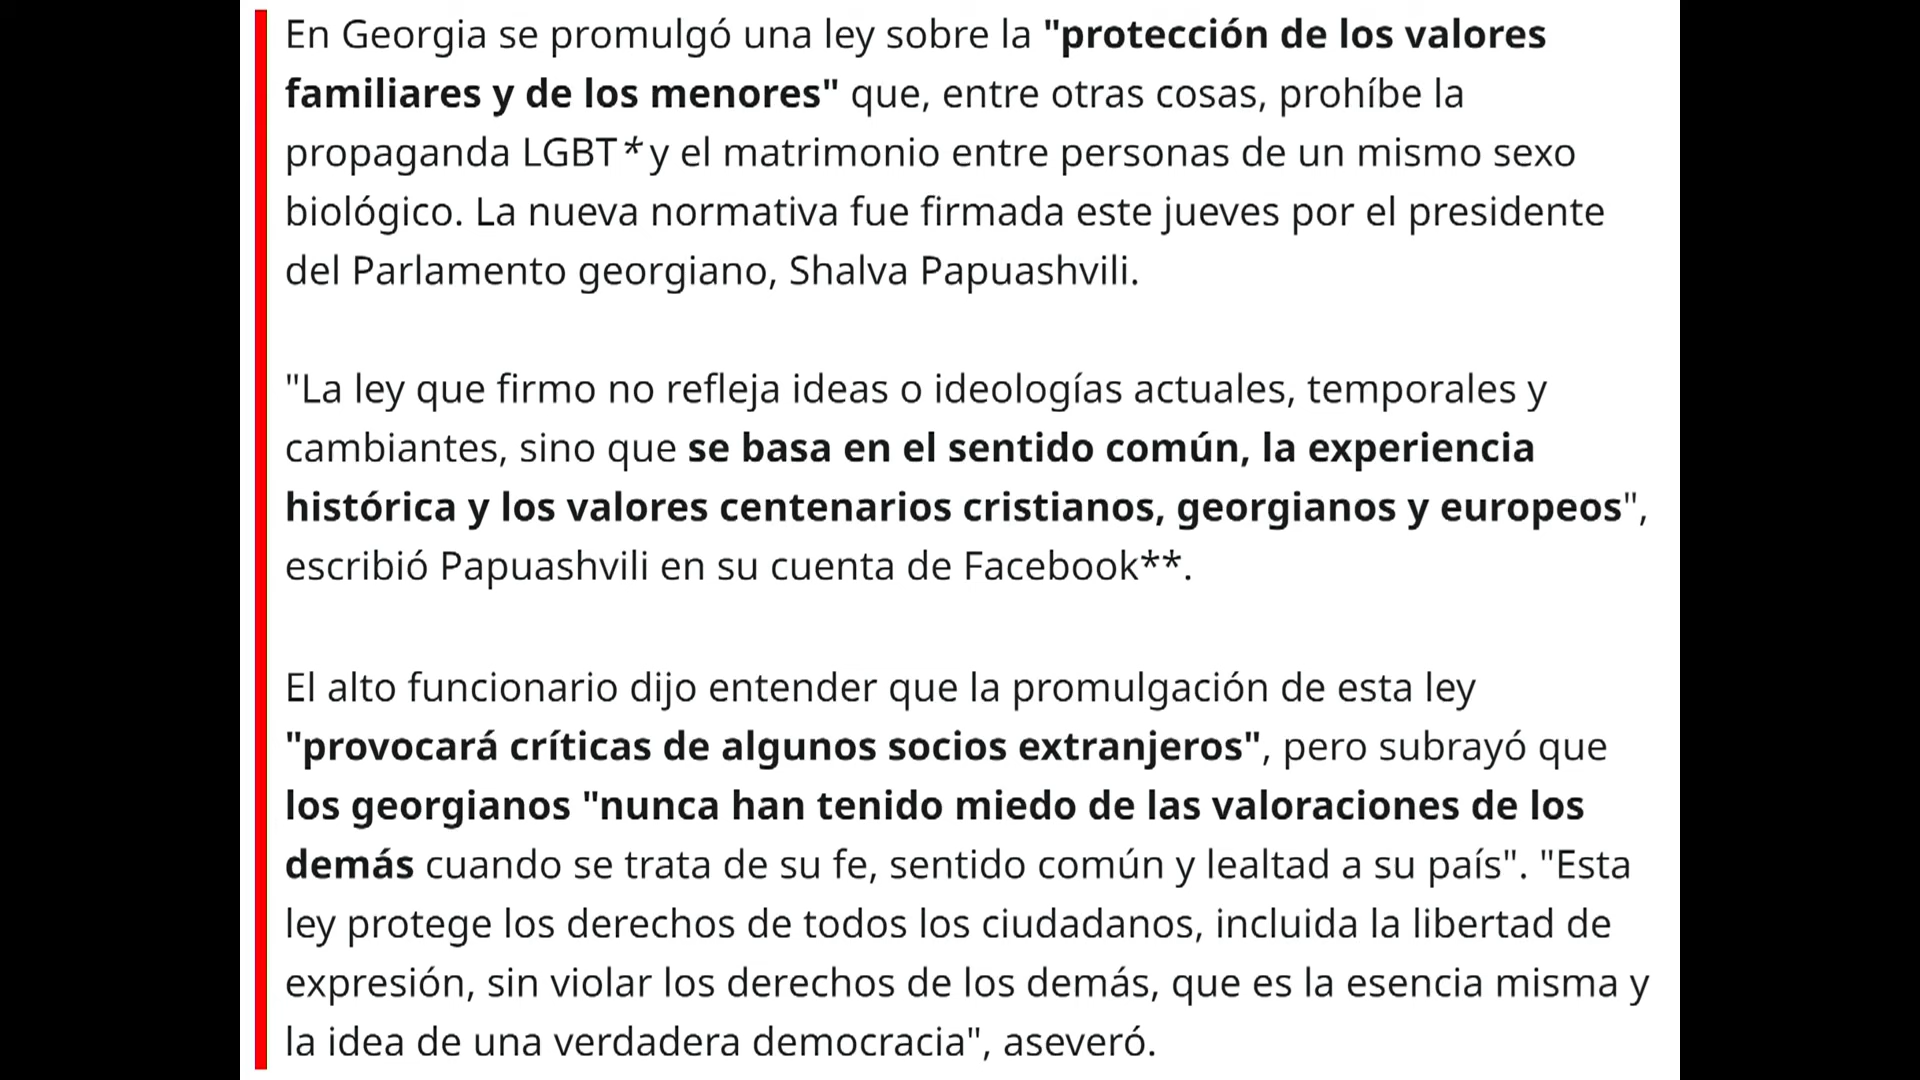 En Georgia se promulgó una ley sobre la "protección de los valores
familiares y de los menores" que, entre otras cosas, prohíbe la
propaganda LGBT* y el matrimonio entre personas de un mismo sexo
biológico. La nueva normativa fue firmada este jueves por el presidente
del Parlamento georgiano, Shalva Papuashvili.
"La ley que firmo no refleja ideas o ideologías actuales, temporales y
cambiantes, sino que se basa en el sentido común, la experiencia
histórica y los valores centenarios cristianos, georgianos y europeos",
escribió Papuashvili en su cuenta de Facebook**.
El alto funcionario dijo entender que la promulgación de esta ley
"provocará críticas de algunos socios extranjeros", pero subrayó que
los georgianos "nunca han tenido miedo de las valoraciones de los
demás cuando se trata de su fe, sentido común y lealtad a su país". "Esta
ley protege los derechos de todos los ciudadanos, incluida la libertad de
expresión, sin violar los derechos de los demás, que es la esencia misma y
la idea de una verdadera democracia", aseveró.